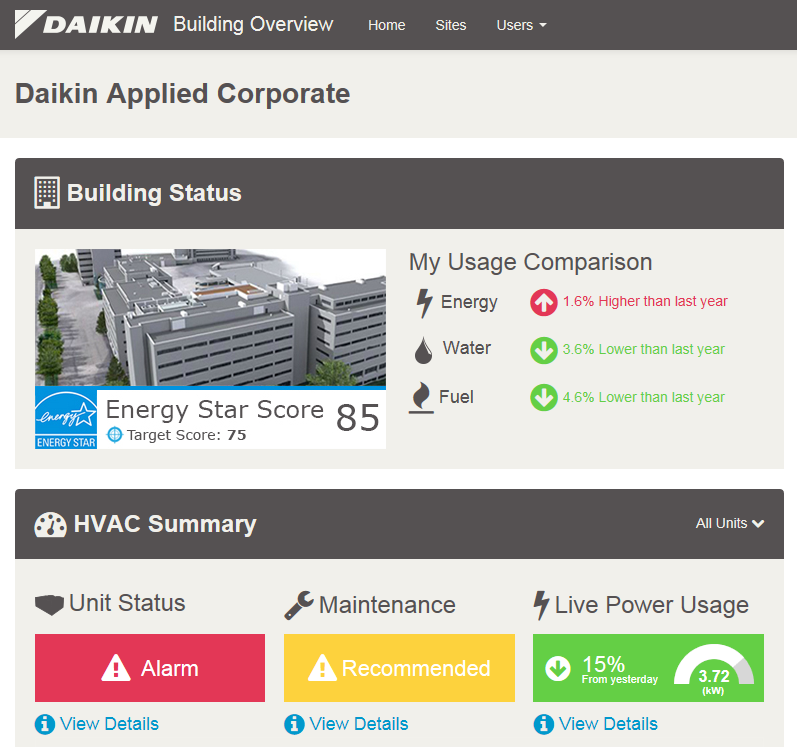 DAIKIN Building Overview Home Sites Users
Daikin Applied Corporate
Building Status
My Usage Comparison
Energy 1.6% Higher than last year
Water 3.6% Lower than last year
Fuel 4.6% Lower than last year
energy
ENERGY STAR
Energy Star Score 85
Target Score: 75
HVAC Summary All Units
Unit Status Maintenance Live Power Usage
Alarm Recommended 15%
From yesterday
3.72
(kW)
View Details View Details View Details